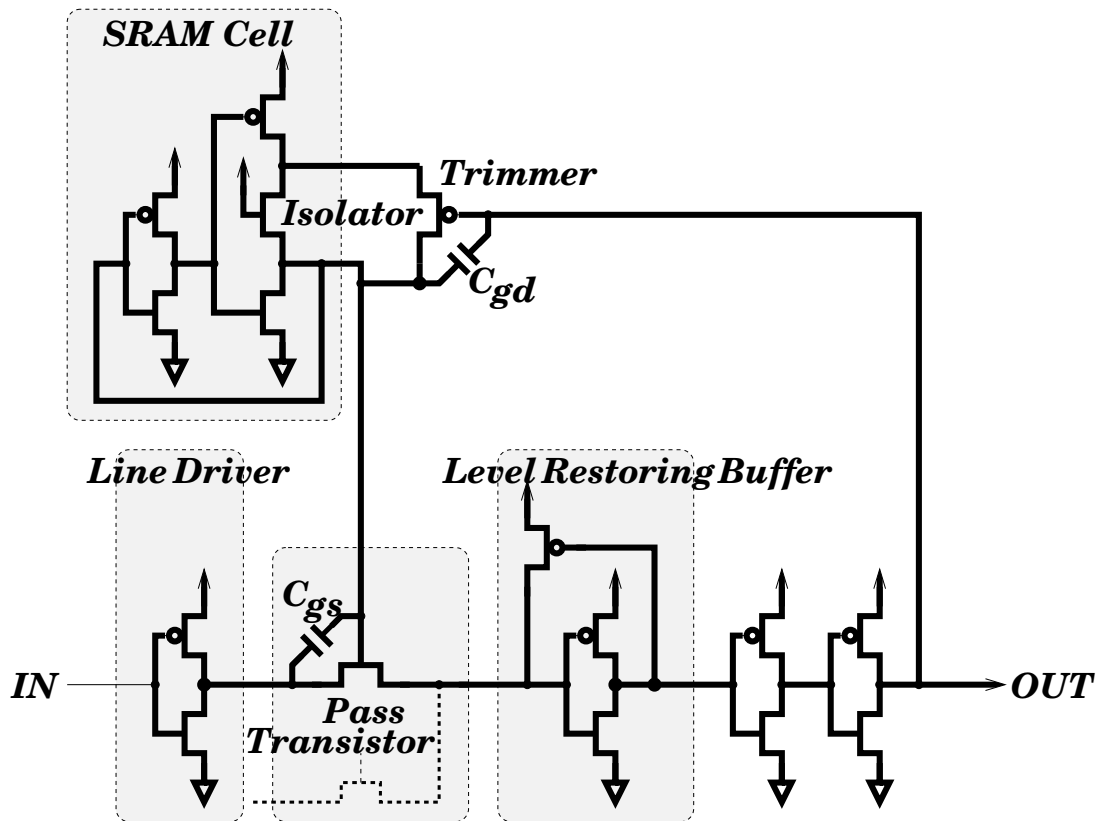 SRAM Cell
Trimmer
Isolator
Cgd
Line Driver
Level Restoring Buffer
Cgs
IN
OUT
Pass
Transistor